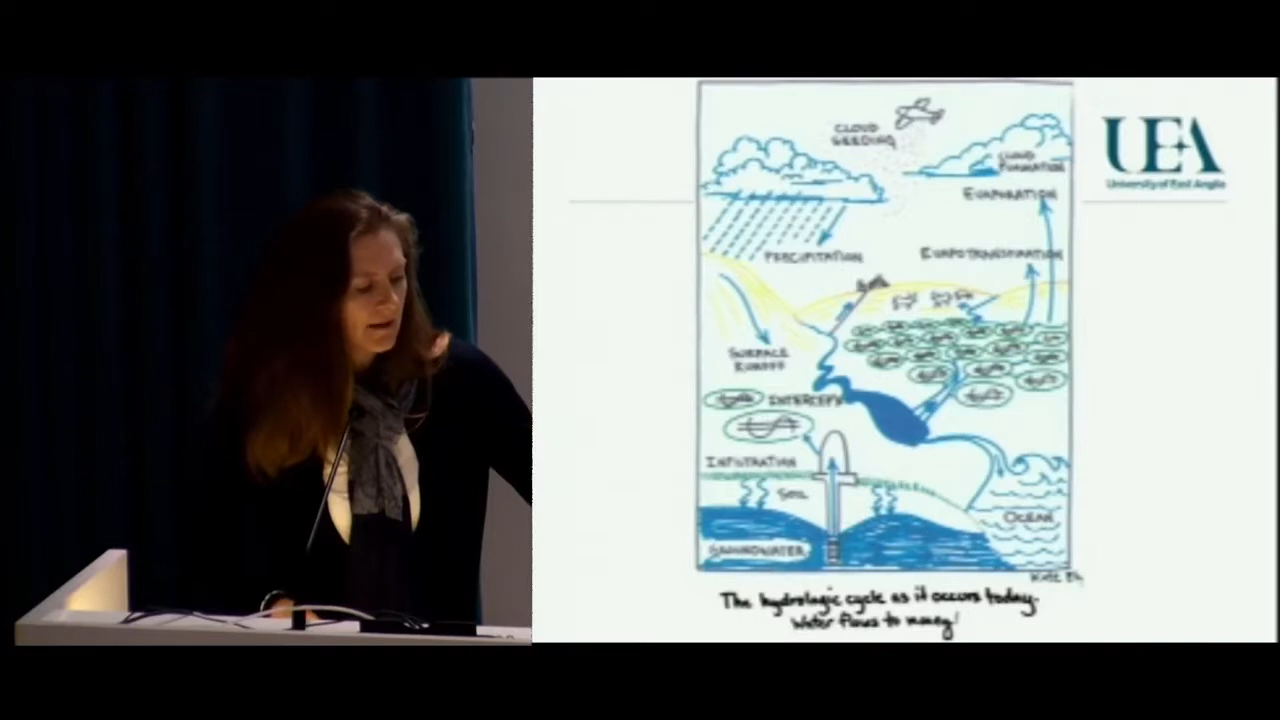 CLOUD
SEEDING
CLOUD
FORMATION
EVAPORATION
PRECIPITATION
EVAPOTRANSPIRATION
SURFACE
RUNOFF
INFILTRATION
SOIL
OCEAN
GROUNDWATER
The hydrologic cycle as it occurs today.
Water flows to money!
UEA
University of East Anglia